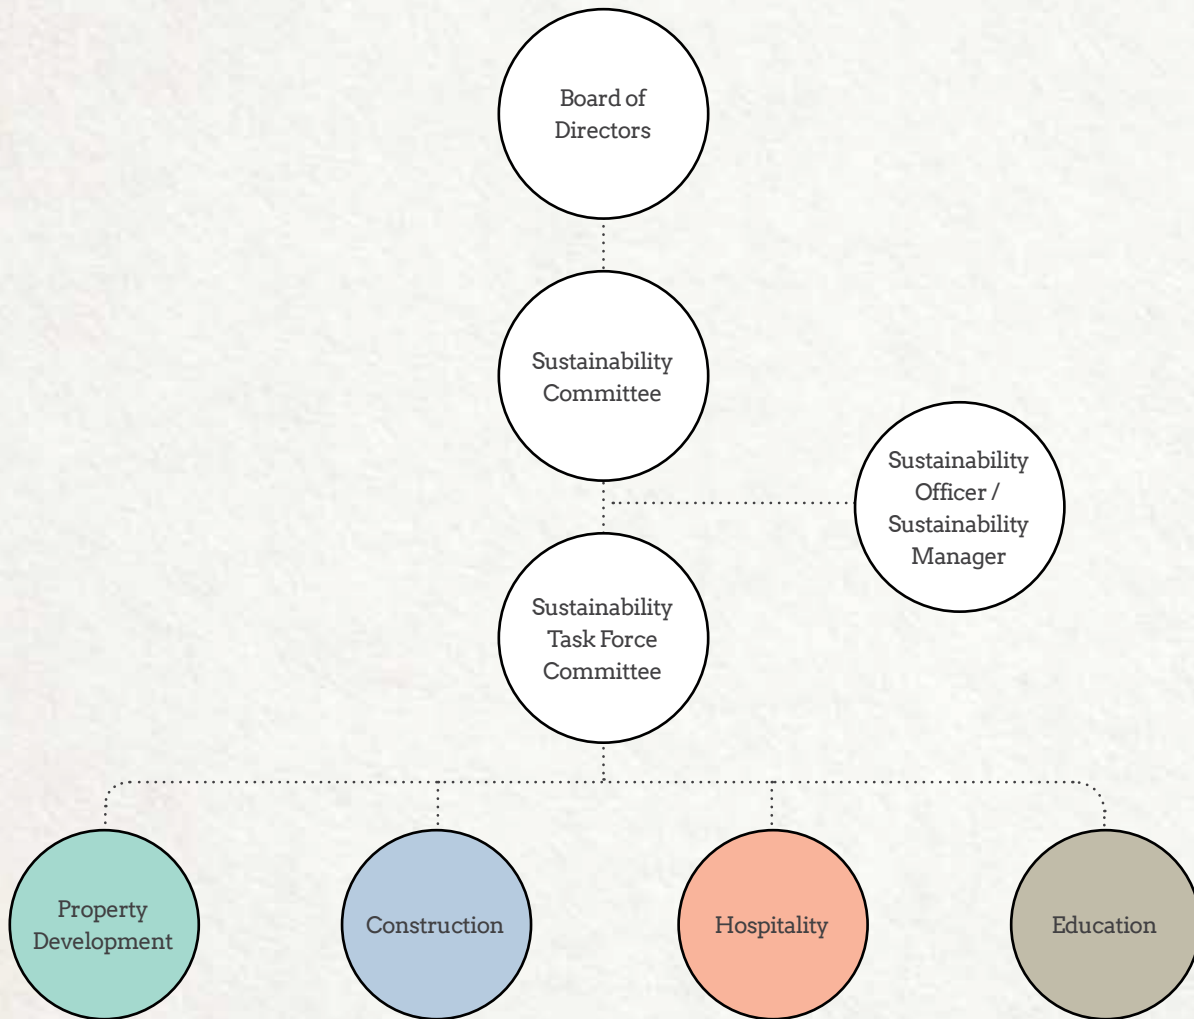 Board of
Directors
Sustainability
Committee
Sustainability
Officer /
Sustainability
Manager
Sustainability
Task Force
Committee
Property
Development
Construction
Hospitality
Education